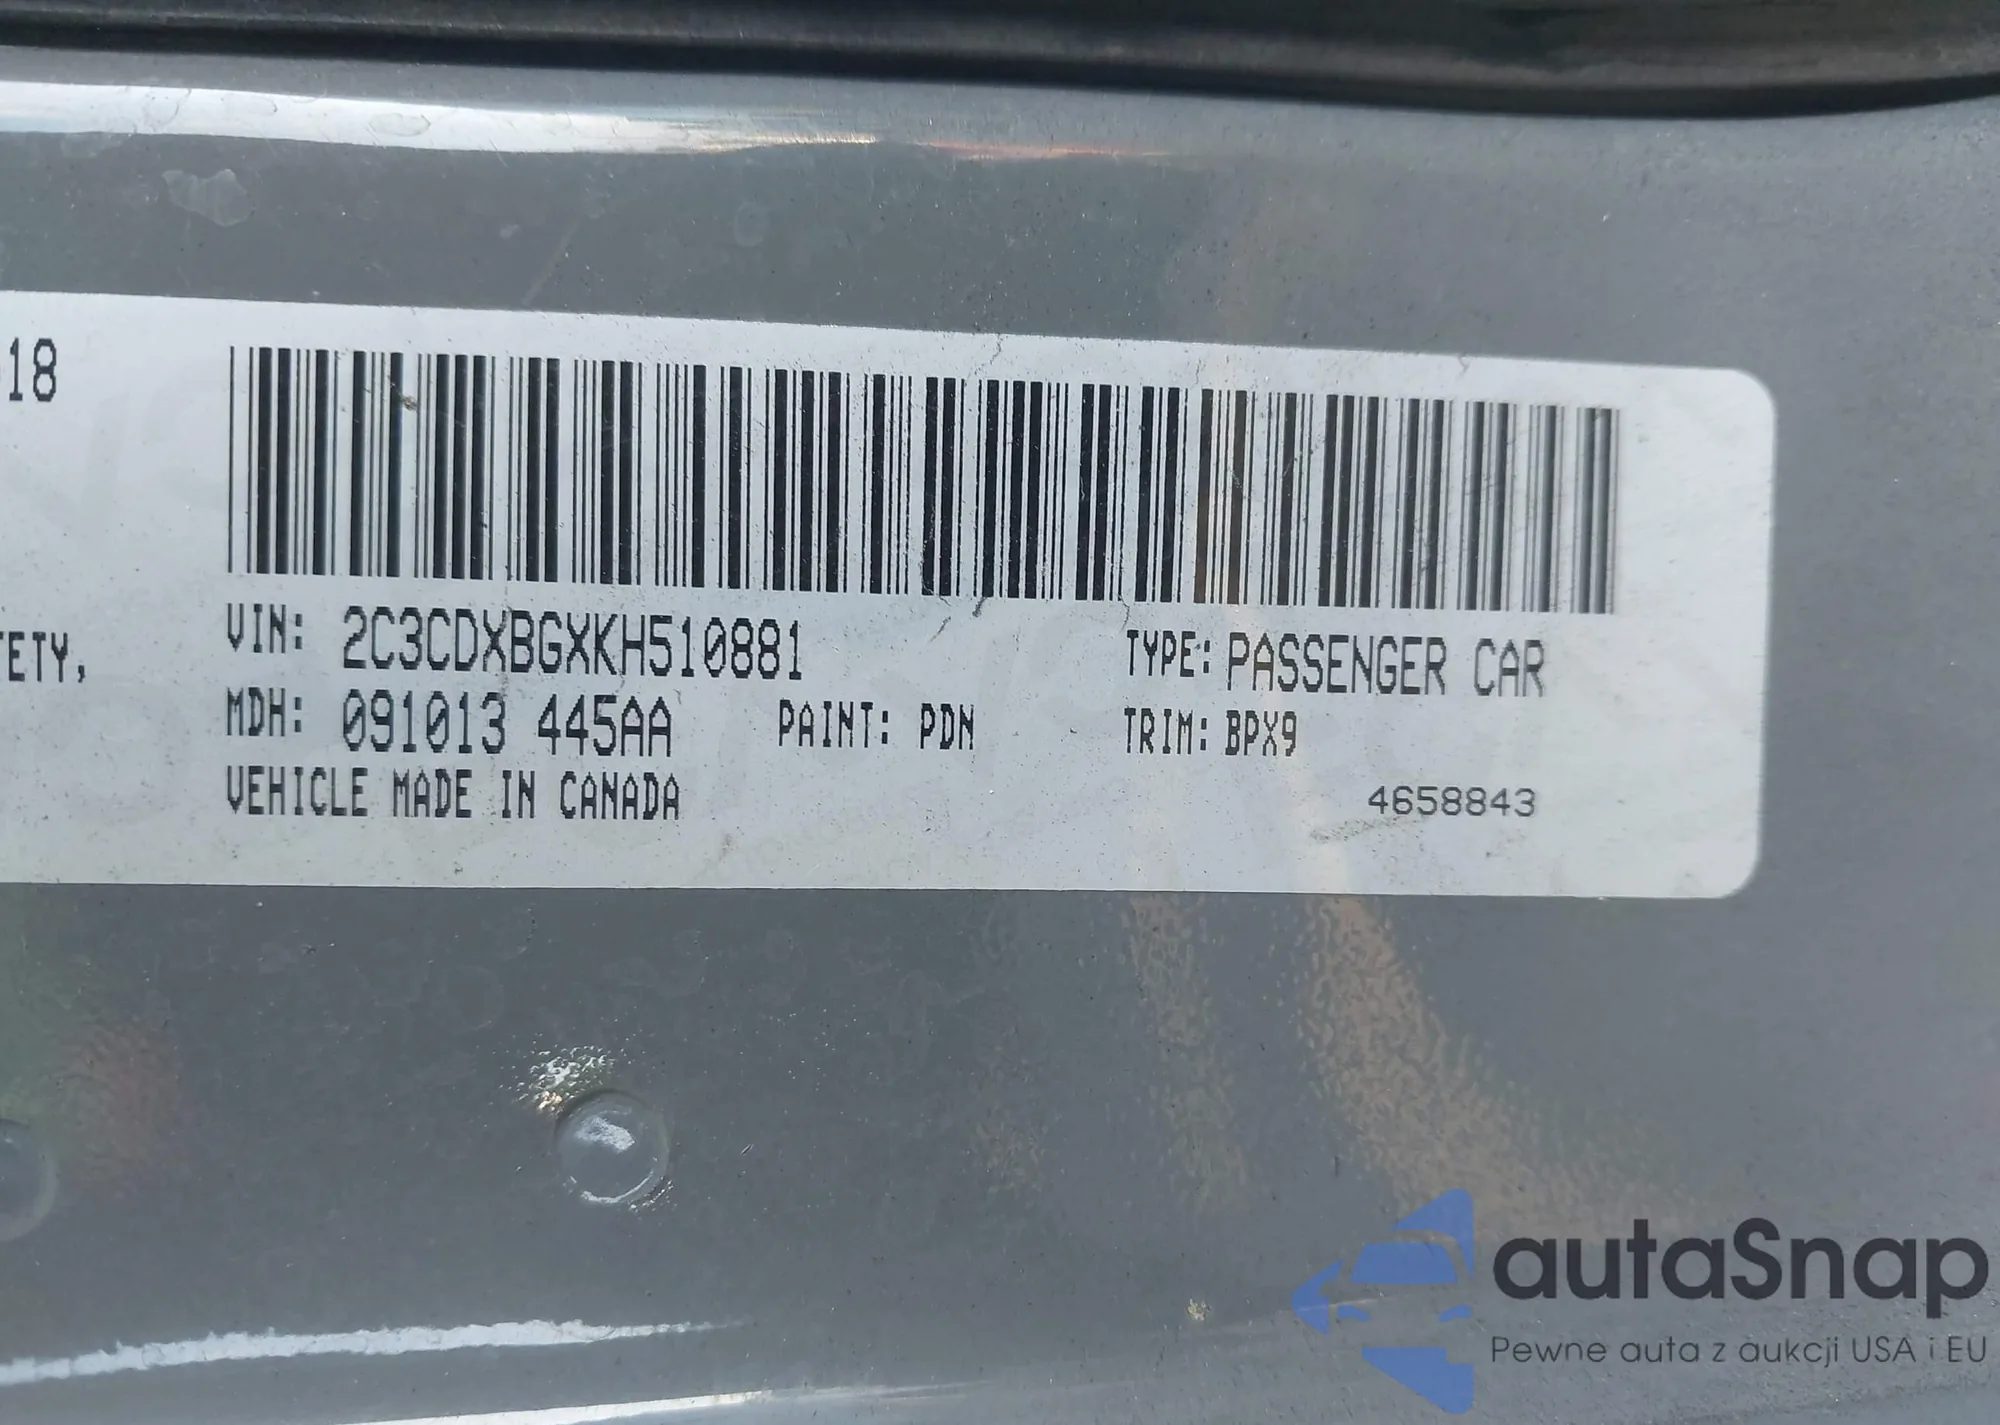 18
ETY,
VIN: 2C3CDXBGXKH510881
TYPE: PASSENGER CAR
MDH: 091013 445AA
PAINT: PDN
TRIM: BPX9
VEHICLE MADE IN CANADA
4658843
autaSnap
Pewne auta z aukcji USA i EU